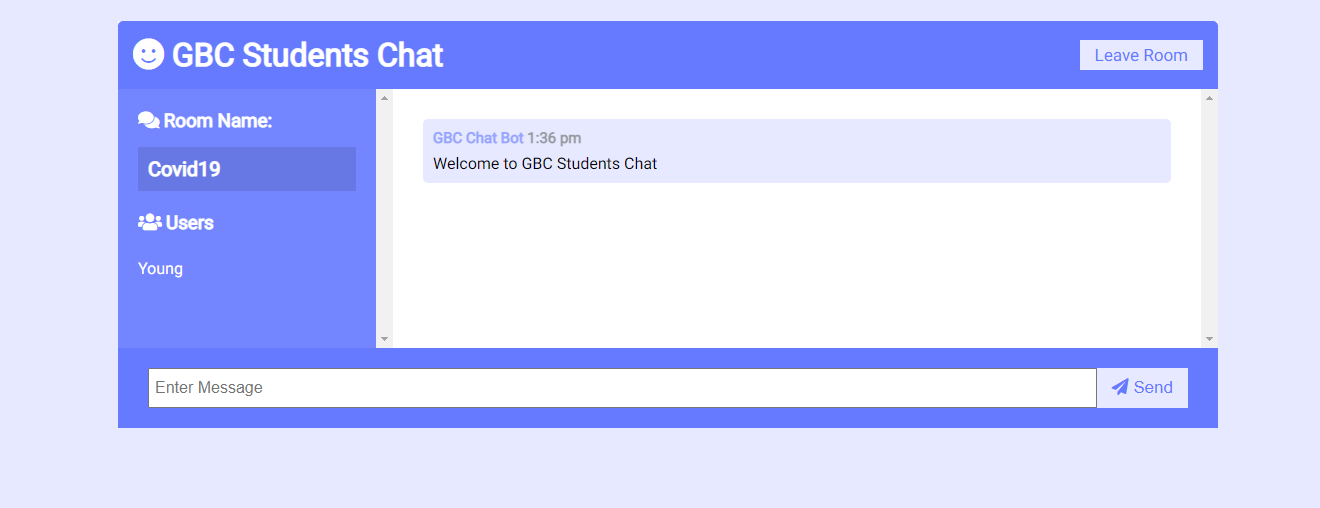 GBC Students Chat
Leave Room
Room Name:
Covid19
Users
Young
GBC Chat Bot 1:36 pm
Welcome to GBC Students Chat
Enter Message
Send